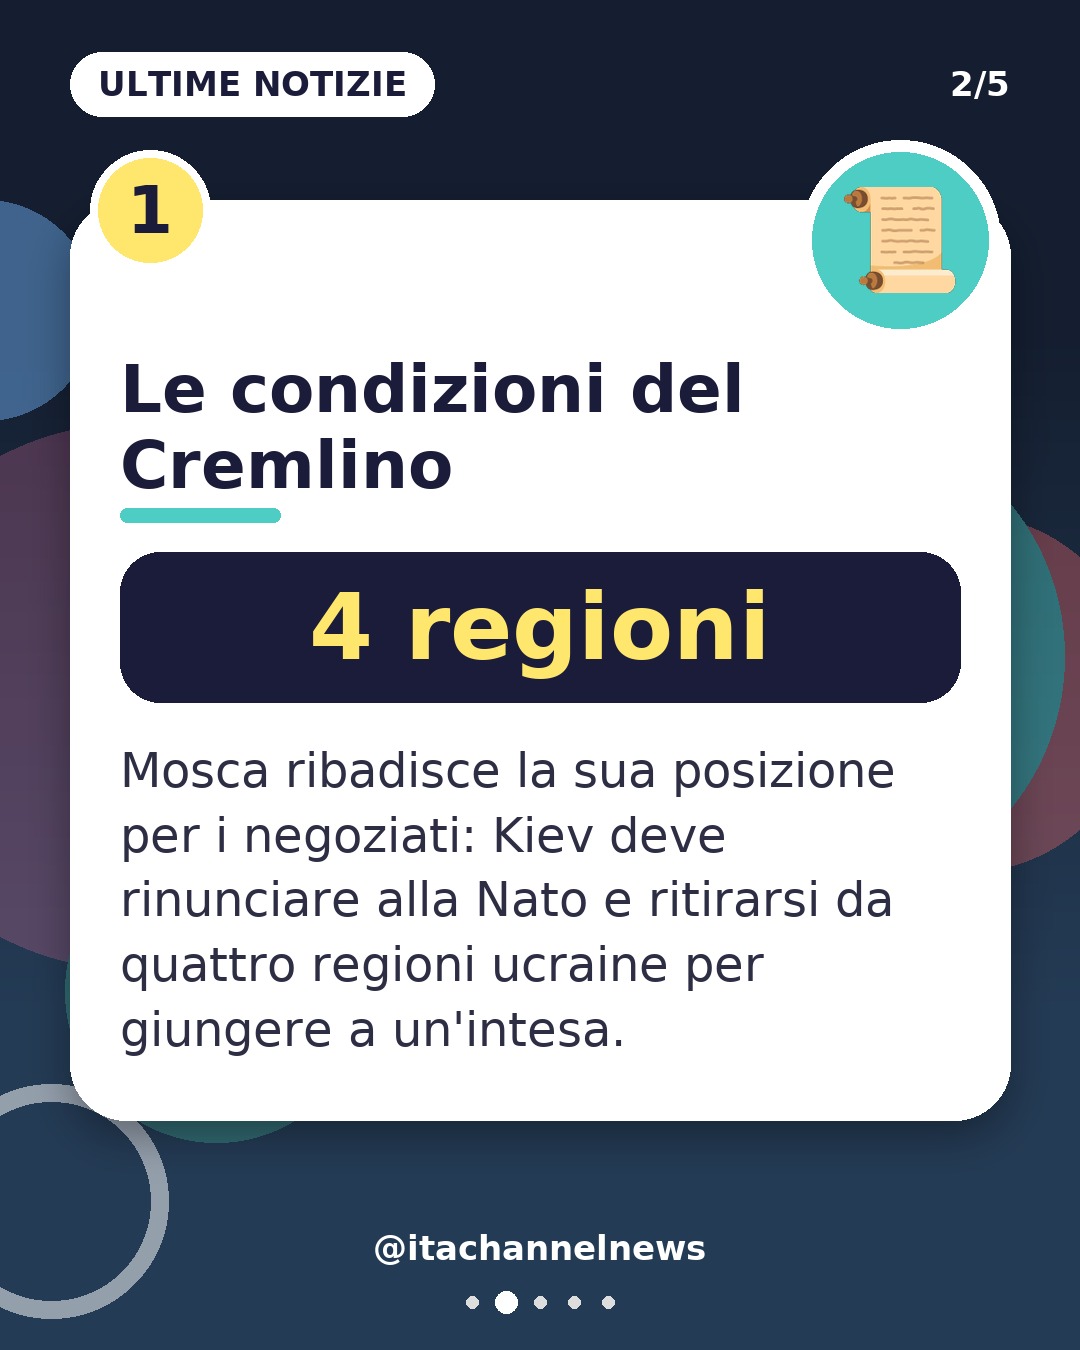 ULTIME NOTIZIE
2/5
1
Le condizioni del
Cremlino
4 regioni
Mosca ribadisce la sua posizione
per i negoziati: Kiev deve
rinunciare alla Nato e ritirarsi da
quattro regioni ucraine per
giungere a un'intesa.
@itachannelnews